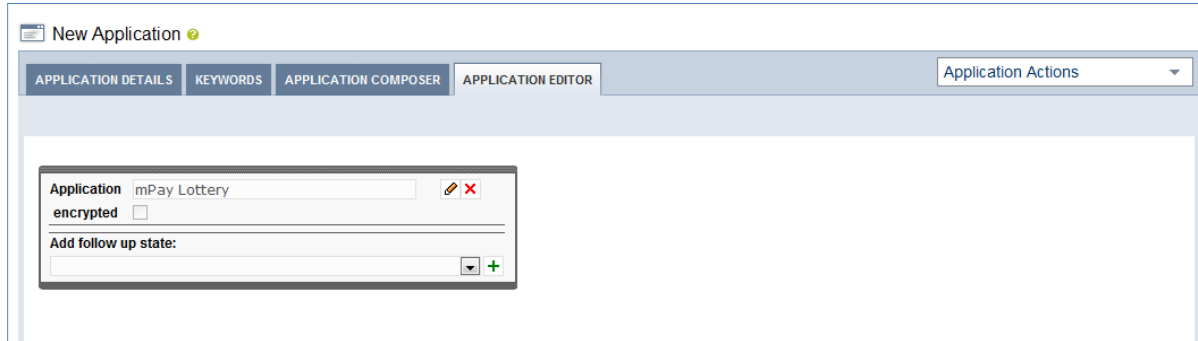 New Application ?
APPLICATION DETAILS KEYWORDS APPLICATION COMPOSER APPLICATION EDITOR Application Actions
Application mPay Lottery
encrypted
Add follow up state: